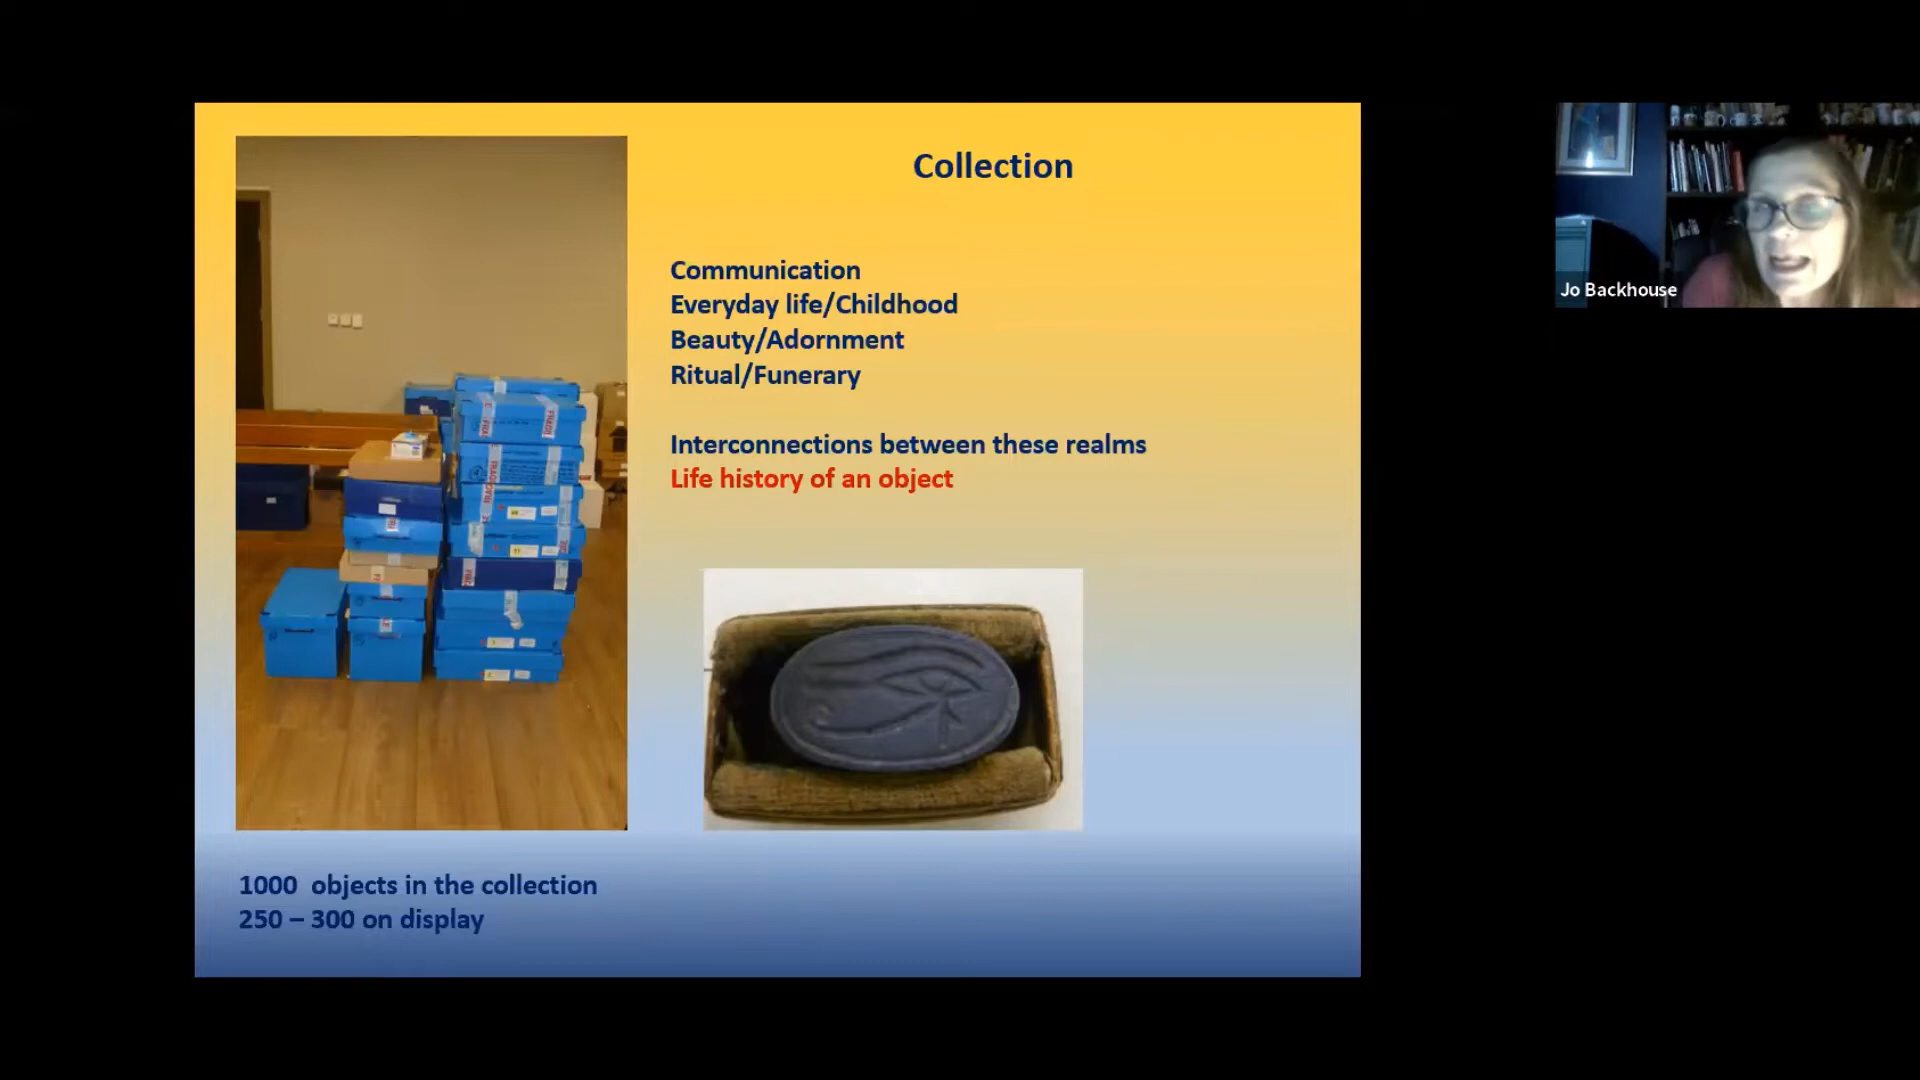 Collection
Communication
Everyday life/Childhood
Beauty/Adornment
Ritual/Funerary
Interconnections between these realms
Life history of an object
1000 objects in the collection
250 – 300 on display
Jo Backhouse